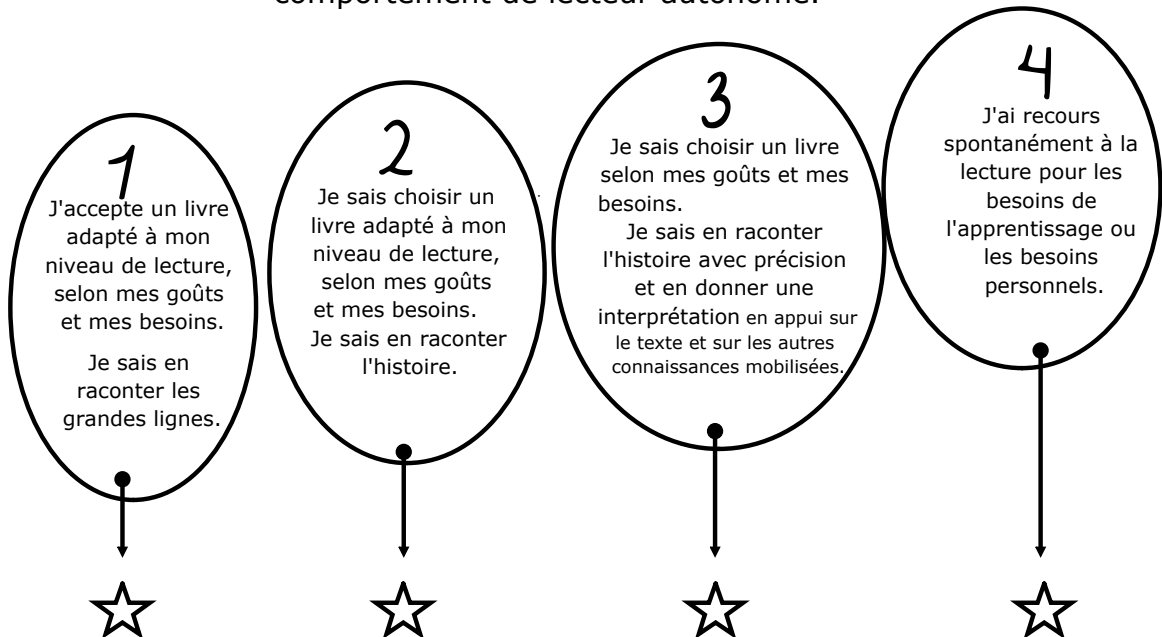 comportement de lecteur autonome.
1
J'accepte un livre
adapté à mon
niveau de lecture,
selon mes goûts
et mes besoins.
Je sais en
raconter les
grandes lignes.
2
Je sais choisir un
livre adapté à mon
niveau de lecture,
selon mes goûts
et mes besoins.
Je sais en raconter
l'histoire.
3
Je sais choisir un livre
selon mes goûts et mes
besoins.
Je sais en raconter
l'histoire avec précision
et en donner une
interprétation en appui sur
le texte et sur les autres
connaissances mobilisées.
4
J'ai recours
spontanément à la
lecture pour les
besoins de
l'apprentissage ou
les besoins
personnels.